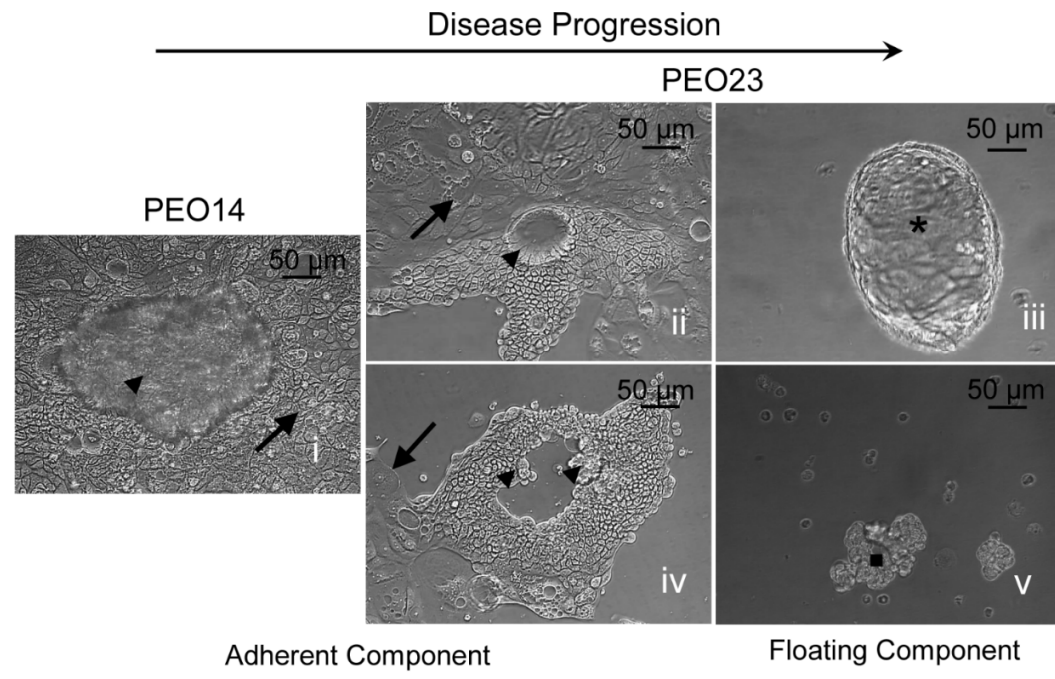 Disease Progression
PEO23
PEO14
50 µm
i
50 µm
ii
50 µm
iii
50 µm
iv
50 µm
v
Adherent Component
Floating Component